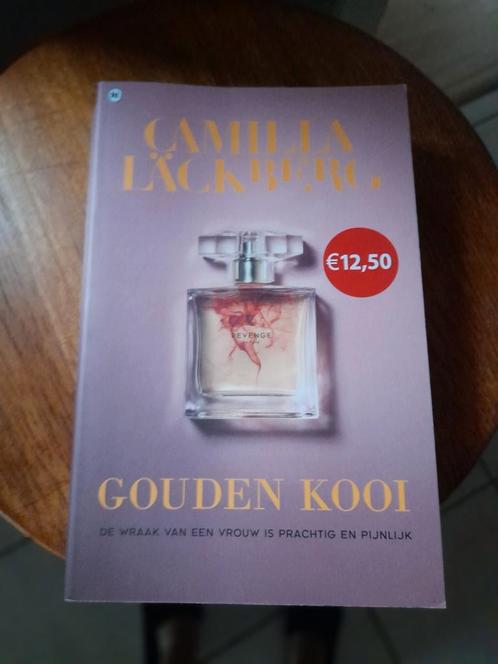 CAMILLA
LÄCKBERG
€12,50
REVENGE
GOUDEN KOOI
DE WRAAK VAN EEN VROUW IS PRACHTIG EN PIJNLIJK